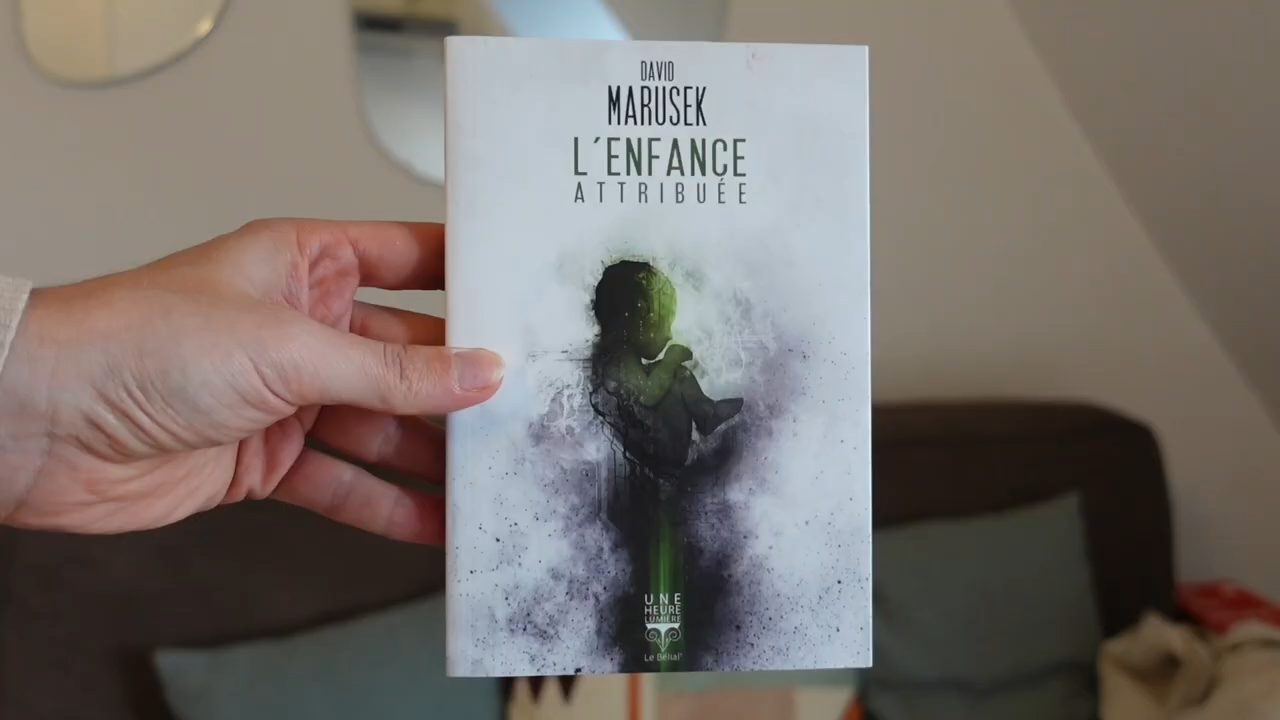 DAVID
MARUSEK
L'ENFANCE
ATTRIBUÉE
UNE
HEURE
LUMIÈRE
Le Bélial'